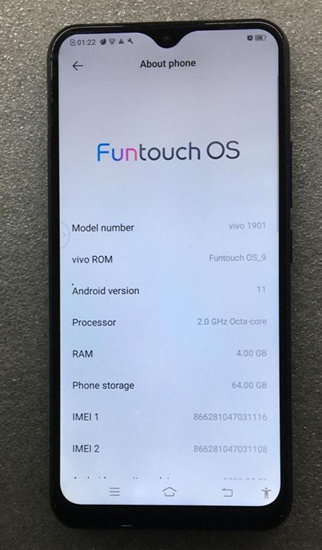 01:22
About phone
Funtouch OS
Model number vivo 1901
vivo ROM Funtouch OS_9
Android version 11
Processor 2.0 GHz Octa-core
RAM 4.00 GB
Phone storage 64.00 GB
IMEI 1 866281047031116
IMEI 2 866281047031108